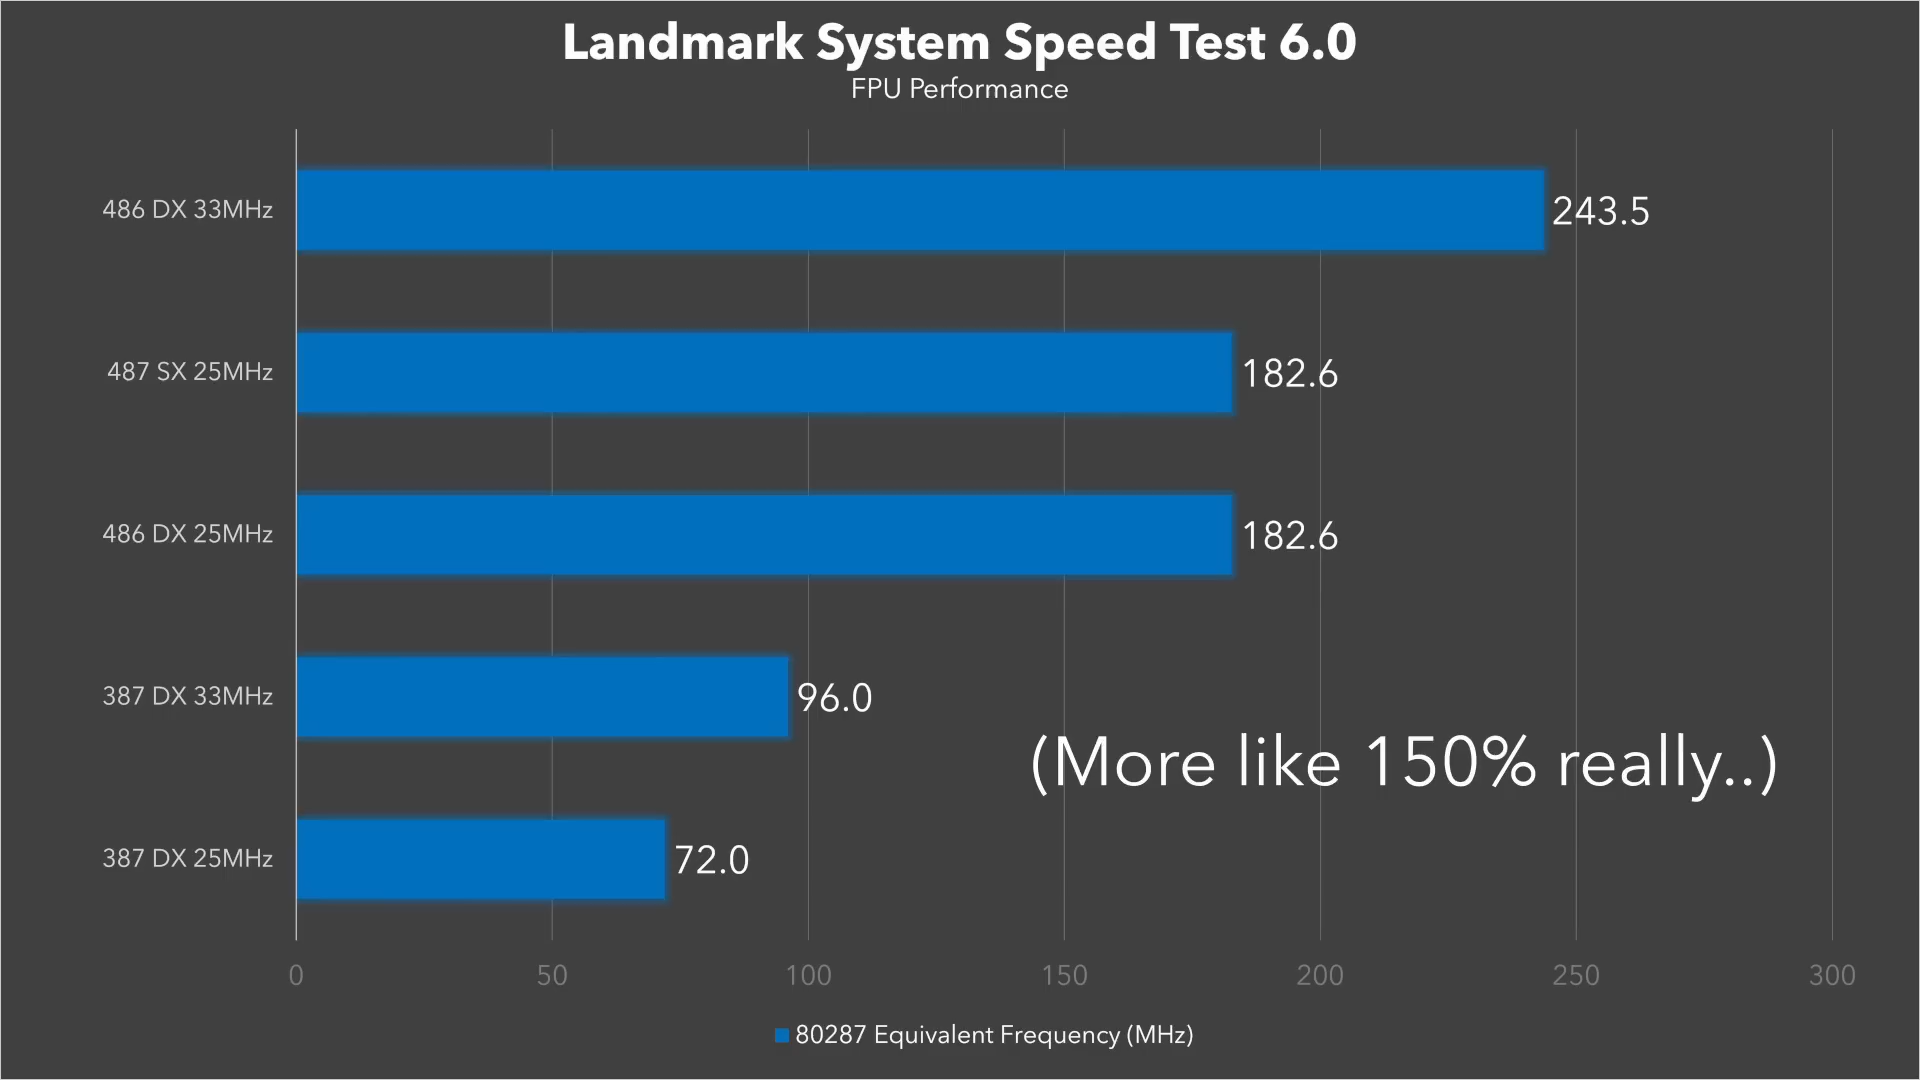 Landmark System Speed Test 6.0
FPU Performance
486 DX 33MHz 243.5
487 SX 25MHz 182.6
486 DX 25MHz 182.6
387 DX 33MHz 96.0
(More like 150% really..)
387 DX 25MHz 72.0
0 50 100 150 200 250 300
80287 Equivalent Frequency (MHz)